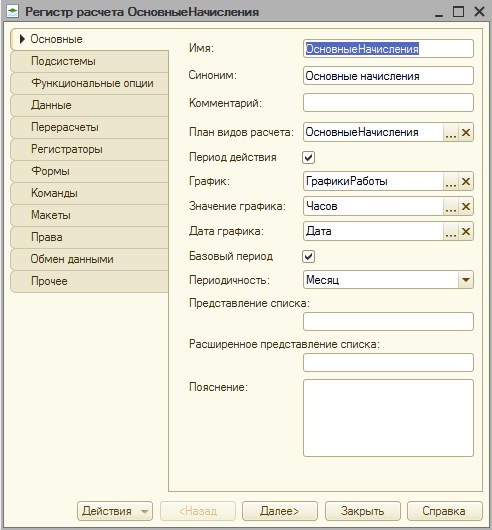 Регистр расчета ОсновныеНачисления
Основные
Подсистемы
Функциональные опции
Данные
Перерасчеты
Регистраторы
Формы
Команды
Макеты
Права
Обмен данными
Прочее
Имя: ОсновныеНачисления
Синоним: Основные начисления
Комментарий:
План видов расчета: ОсновныеНачисления ...
Период действия
График: ГрафикиРаботы ...
Значение графика: Часов ...
Дата графика: Дата ...
Базовый период
Периодичность: Месяц
Представление списка:
Расширенное представление списка:
Пояснение:
Действия <Назад Далее> Закрыть Справка